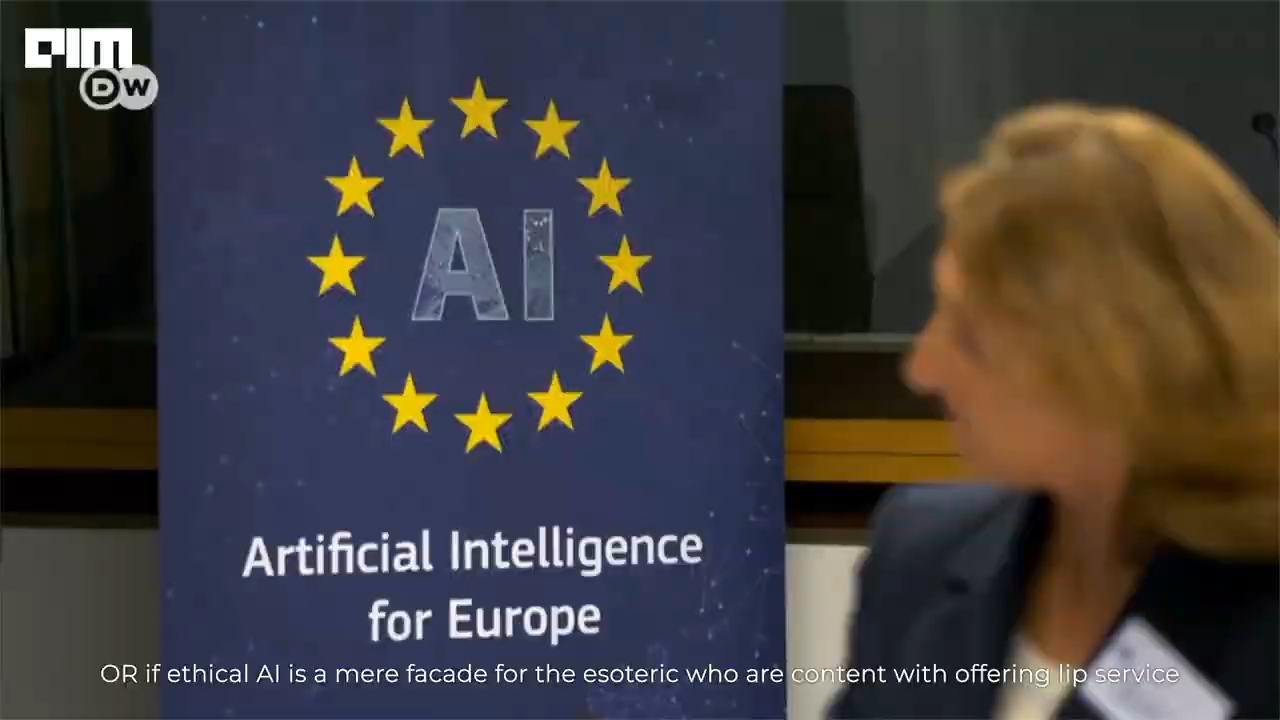 AIM
DW
AI
Artificial Intelligence
for Europe
OR if ethical AI is a mere facade for the esoteric who are content with offering lip service